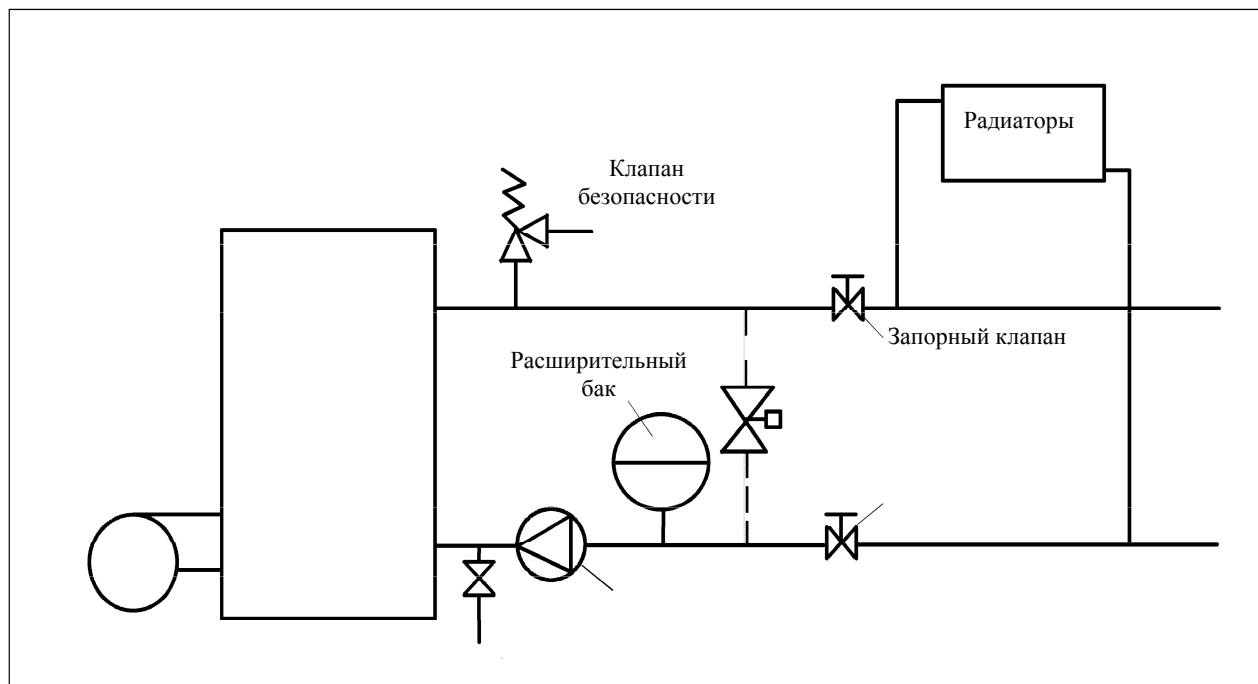 Радиаторы
Клапан
безопасности
Запорный клапан
Расширительный
бак